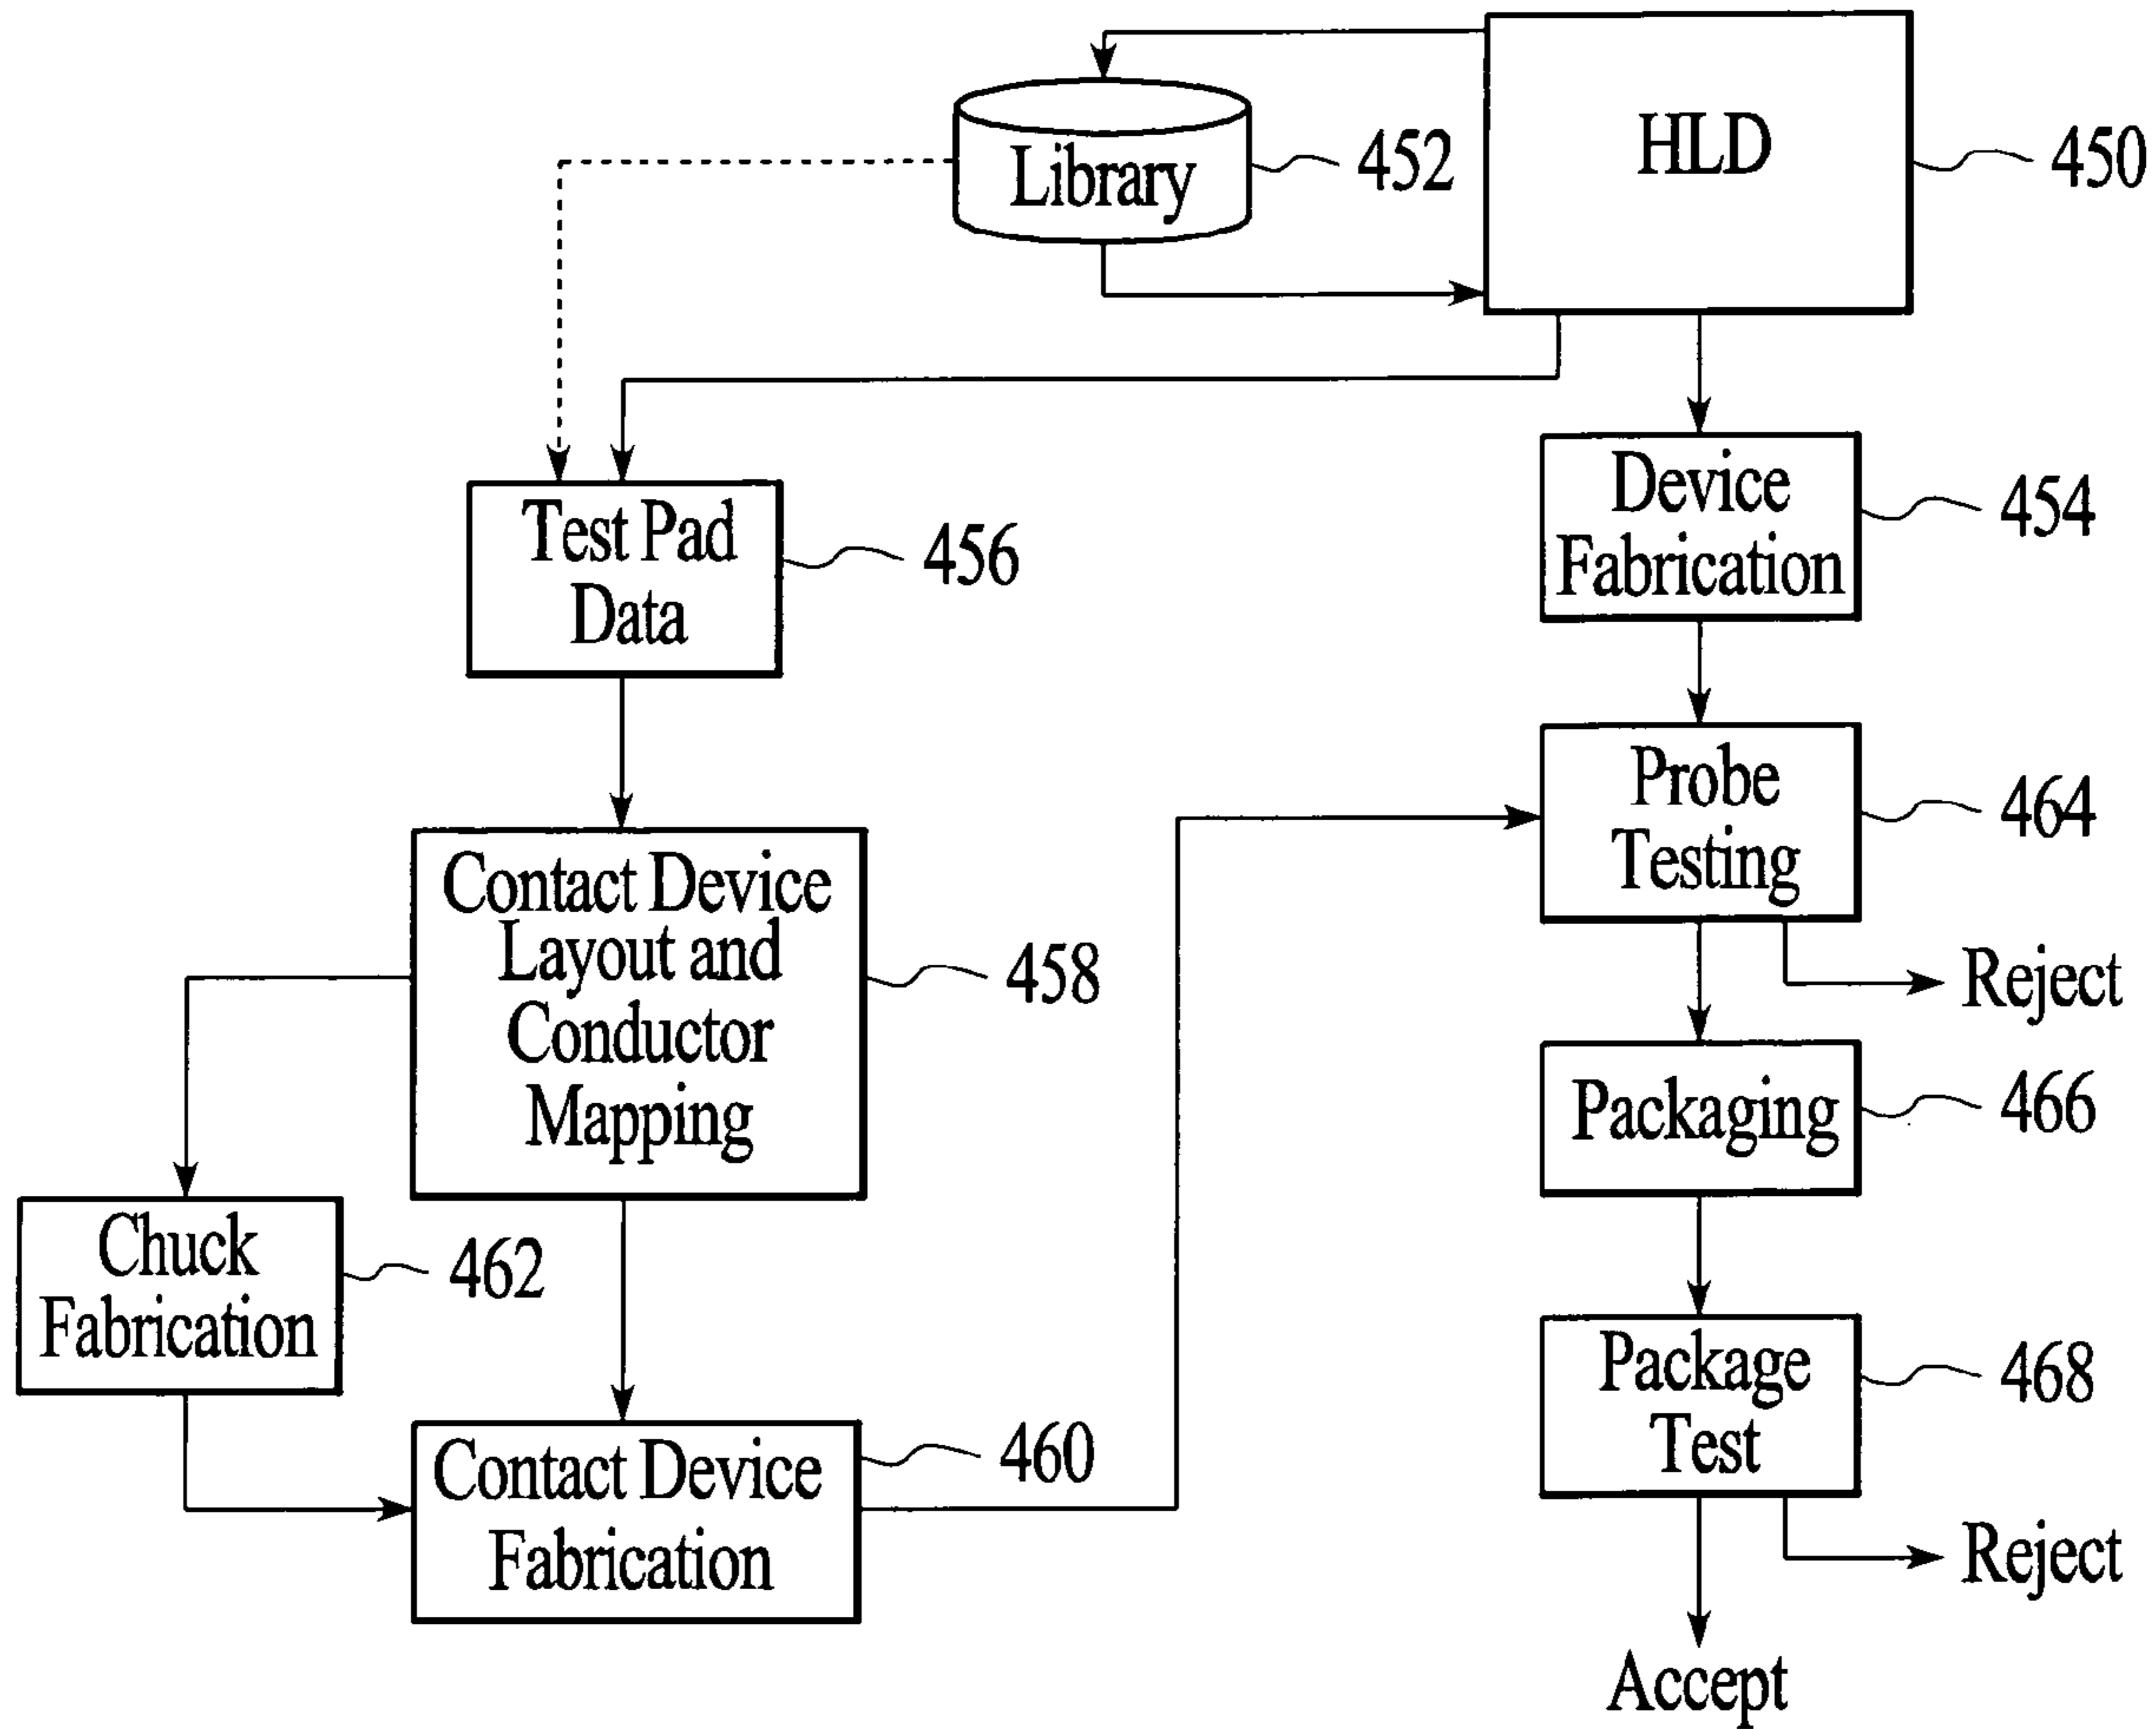 HLD
450
Library
452
Device
Fabrication
454
Test Pad
Data
456
Probe
Testing
464
Contact Device
Layout and
Conductor
Mapping
458
Reject
Packaging
466
Chuck
Fabrication
462
Package
Test
468
Contact Device
Fabrication
460
Reject
Accept